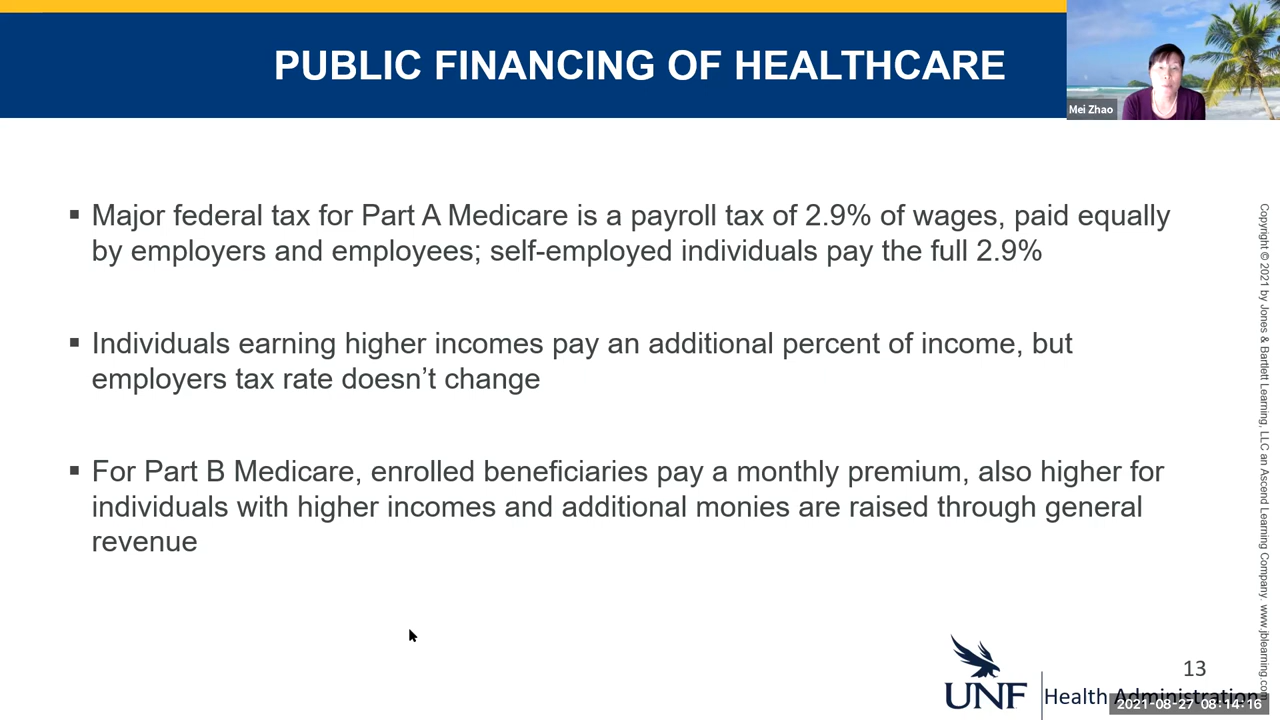 PUBLIC FINANCING OF HEALTHCARE
Mei Zhao
▪ Major federal tax for Part A Medicare is a payroll tax of 2.9% of wages, paid equally
by employers and employees; self-employed individuals pay the full 2.9%
▪ Individuals earning higher incomes pay an additional percent of income, but
employers tax rate doesn’t change
▪ For Part B Medicare, enrolled beneficiaries pay a monthly premium, also higher for
individuals with higher incomes and additional monies are raised through general
revenue
Copyright © 2021 by Jones & Bartlett Learning, LLC an Ascend Learning Company. www.jblearning.com
13
UNF
Health Administration
2021-08-27 08:14:16